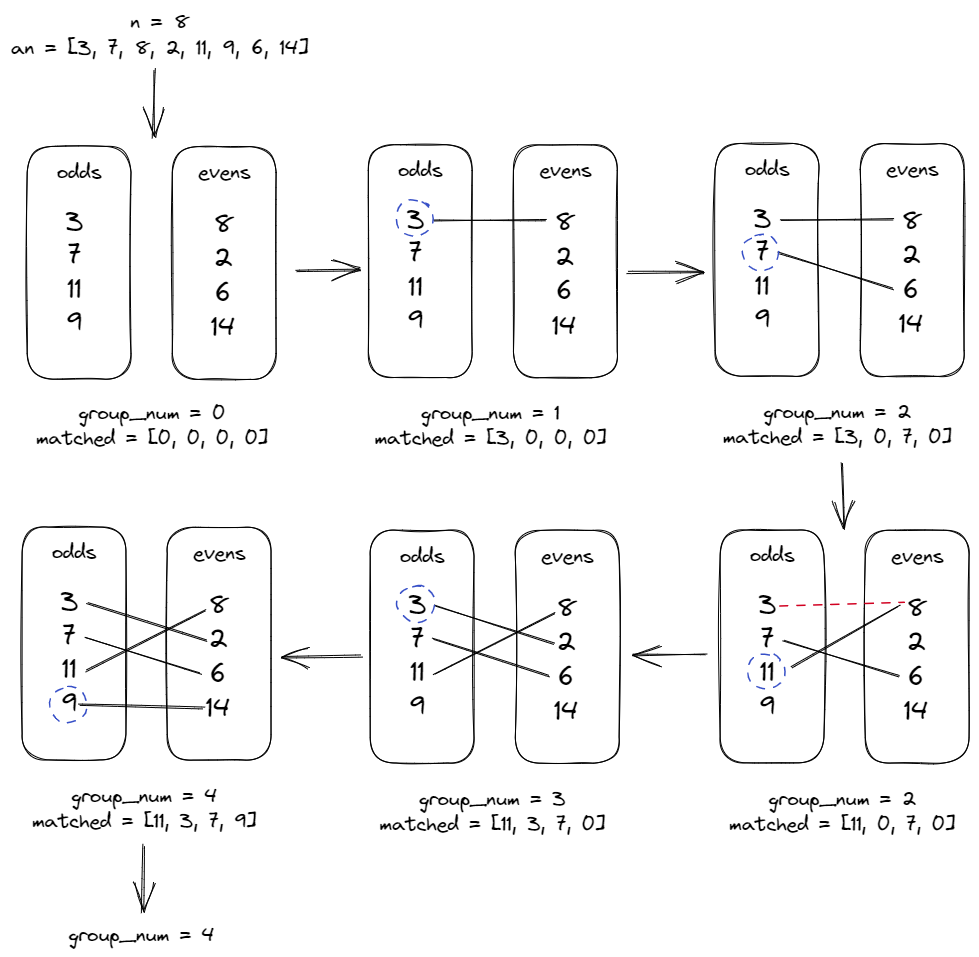 n = 8
an = [3, 7, 8, 2, 11, 9, 6, 14]
odds
3
7
11
9
evens
8
2
6
14
group_num = 0
matched = [0, 0, 0, 0]
odds
3
7
11
9
evens
8
2
6
14
group_num = 1
matched = [3, 0, 0, 0]
odds
3
7
11
9
evens
8
2
6
14
group_num = 2
matched = [3, 0, 7, 0]
odds
3
7
11
9
evens
8
2
6
14
group_num = 2
matched = [11, 0, 7, 0]
odds
3
7
11
9
evens
8
2
6
14
group_num = 3
matched = [11, 3, 7, 0]
odds
3
7
11
9
evens
8
2
6
14
group_num = 4
matched = [11, 3, 7, 9]
group_num = 4